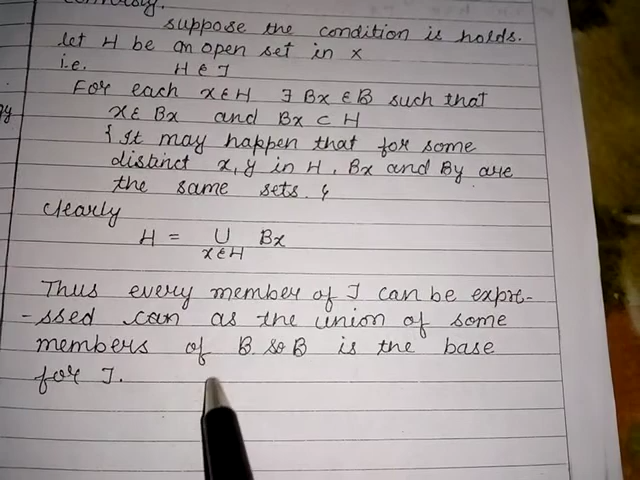 suppose the condition is holds.
let H be an open set in x
i.e. H ∈ J
For each x∈H ∃ Bx ∈ B such that
x∈ Bx and Bx ⊂ H
{ It may happen that for some
distinct x, y in H, Bx and By are
the same sets. }
Clearly
H = ∪ Bx
x∈H
Thus every member of J can be expre-
-ssed can as the union of some
members of B. so B is the base
for J.